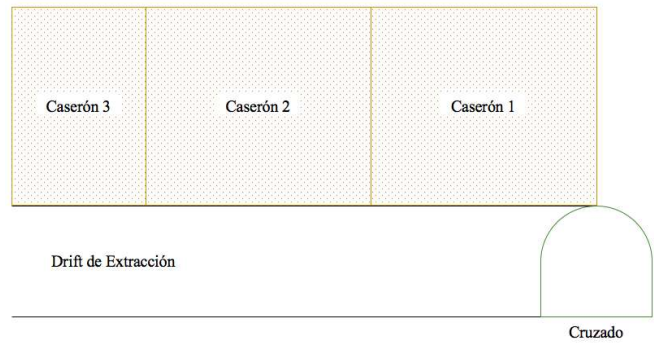 Caserón 3
Caserón 2
Caserón 1
Drift de Extracción
Cruzado